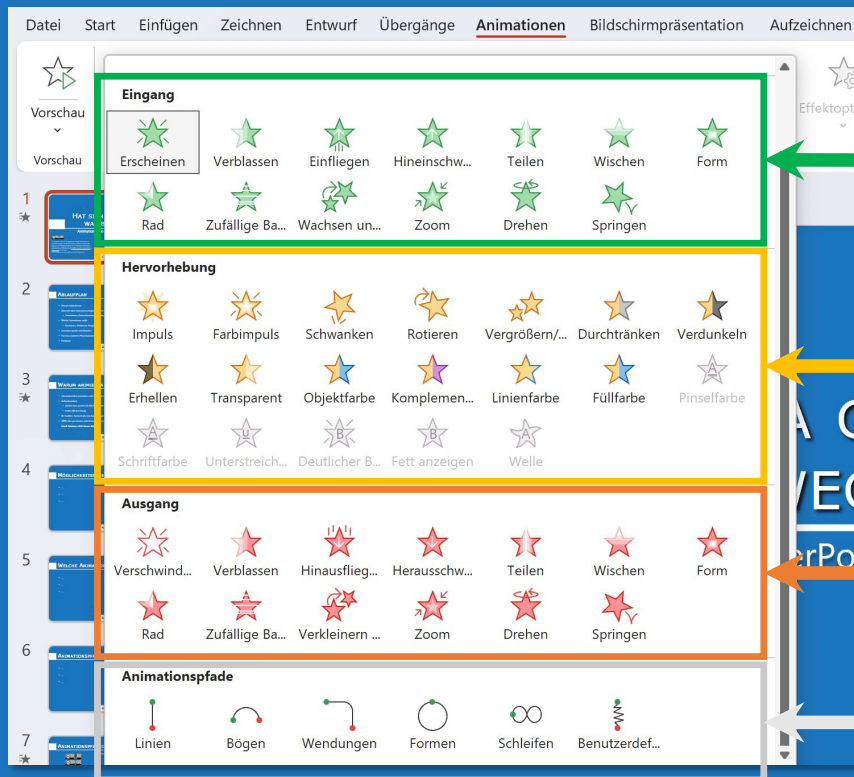 Datei Start Einfügen Zeichnen Entwurf Übergänge Animationen Bildschirmpräsentation Aufzeichnen
Vorschau
Vorschau
Effektopt
Eingang
Erscheinen Verblassen Einfliegen Hineinschw... Teilen Wischen Form
Rad Zufällige Ba... Wachsen un... Zoom Drehen Springen
Hervorhebung
Impuls Farbimpuls Schwanken Rotieren Vergrößern/... Durchtränken Verdunkeln
Erhellen Transparent Objektfarbe Komplemen... Linienfarbe Füllfarbe Pinselfarbe
Schriftfarbe Unterstreich... Deutlicher B... Fett anzeigen Welle
Ausgang
Verschwind... Verblassen Hinausflieg... Herausschw... Teilen Wischen Form
Rad Zufällige Ba... Verkleinern ... Zoom Drehen Springen
Animationspfade
Linien Bögen Wendungen Formen Schleifen Benutzerdef...
1
2
Ablaufplan
3
Warum
4
5
Welche
6
7